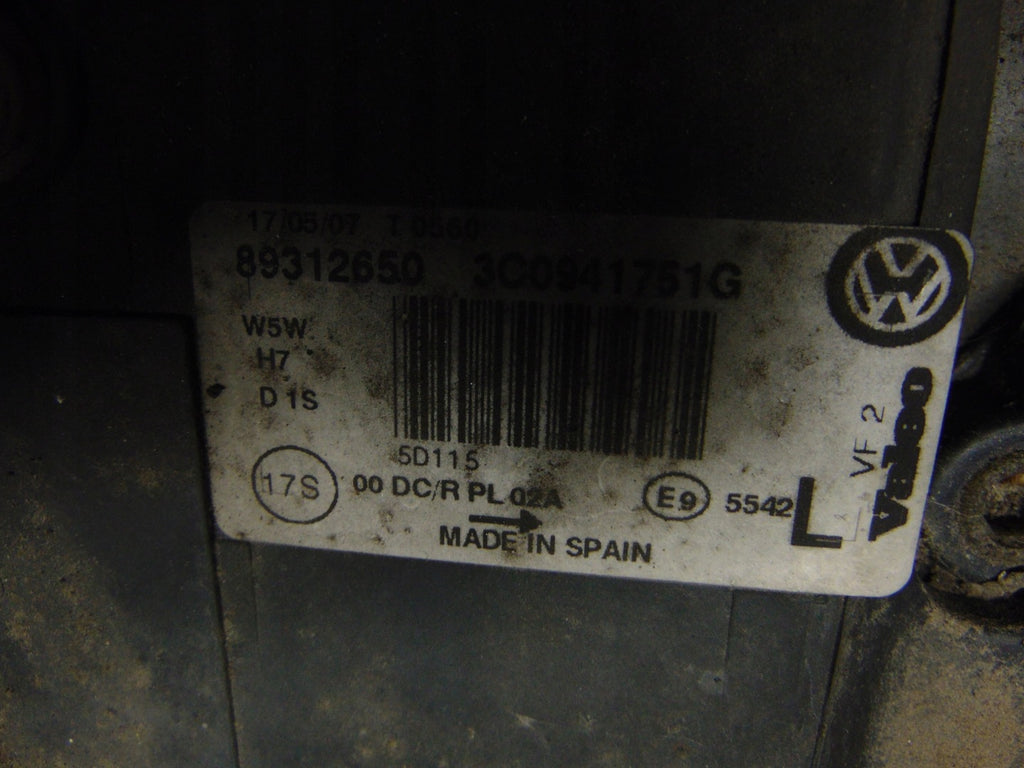 17/05/07 T 0560
89312650 3C0941751G
W5W
H7
D1S
5D115
17S 00 DC/R PL 02A E9 5542
L
VF 2
Valeo
MADE IN SPAIN